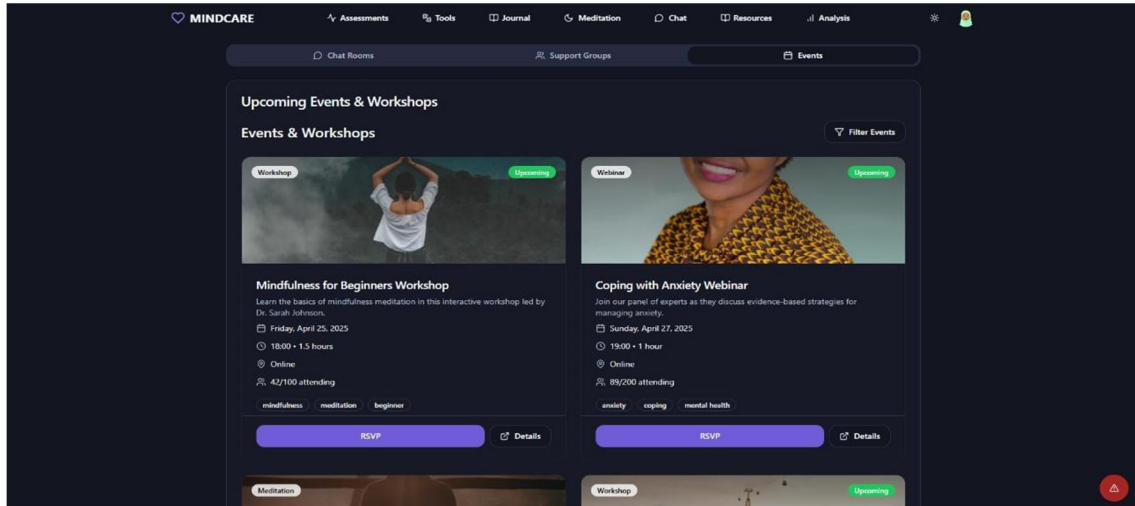 MINDCARE Assessments Tools Journal Meditation Chat Resources Analysis
Chat Rooms Support Groups Events
Upcoming Events & Workshops
Events & Workshops
Filter Events
Workshop
Upcoming
Mindfulness for Beginners Workshop
Learn the basics of mindfulness meditation in this interactive workshop led by
Dr. Sarah Johnson.
Friday, April 25, 2025
18:00 • 1.5 hours
Online
42/100 attending
mindfulness meditation beginner
RSVP
Details
Webinar
Upcoming
Coping with Anxiety Webinar
Join our panel of experts as they discuss evidence-based strategies for
managing anxiety.
Sunday, April 27, 2025
19:00 • 1 hour
Online
89/200 attending
anxiety coping mental health
RSVP
Details
Meditation
Workshop
Upcoming